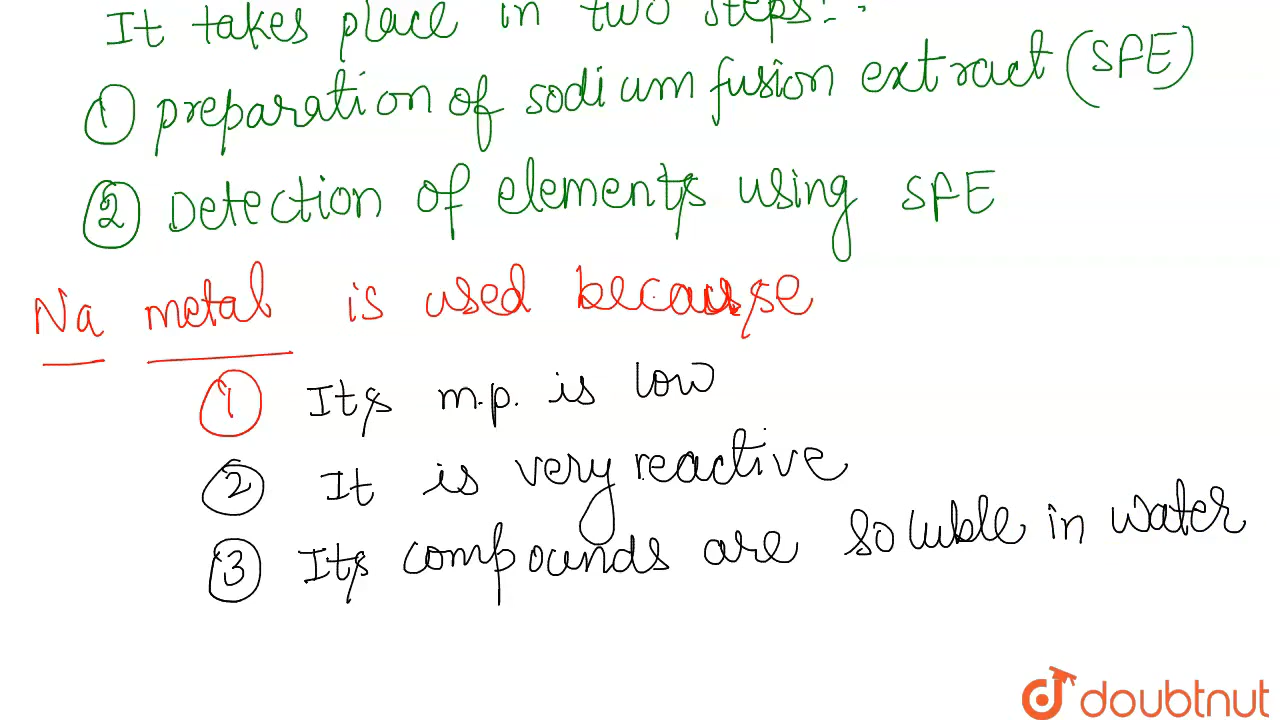 It takes place in two steps:-
① preparation of sodium fusion extract (SFE)
② Detection of elements using SFE
Na metal is used because
① Its m.p. is low
② It is very reactive
③ Its compounds are soluble in water
doubtnut